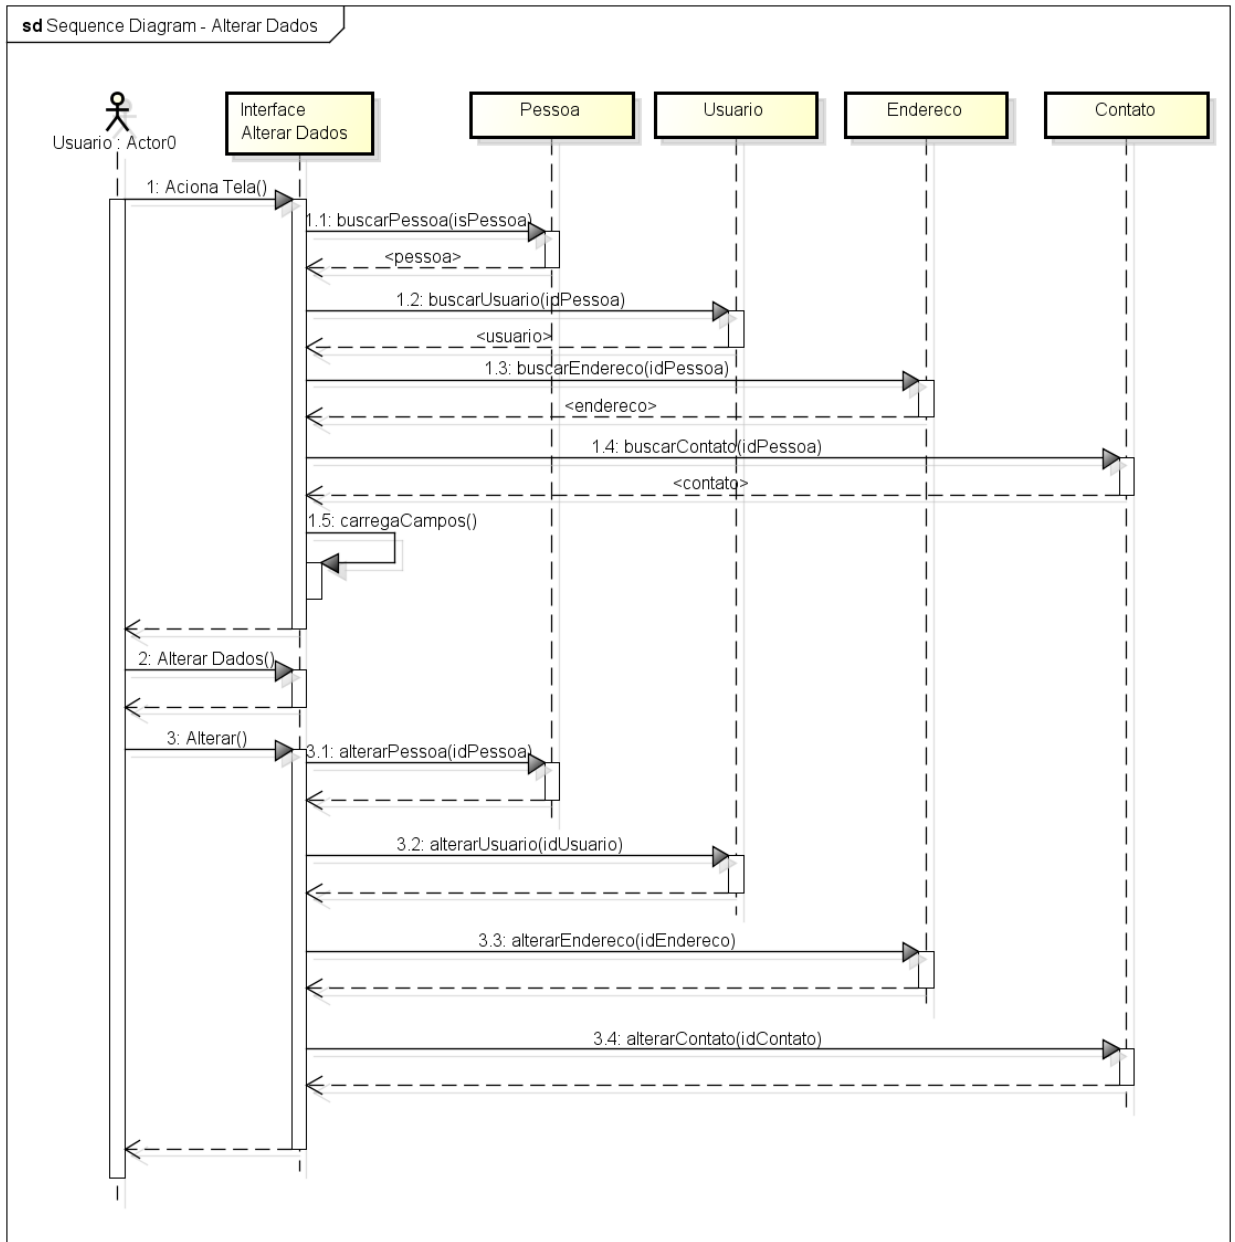 sd Sequence Diagram - Alterar Dados
Usuario : Actor0
Interface
Alterar Dados
Pessoa
Usuario
Endereco
Contato
1: Aciona Tela()
1.1: buscarPessoa(isPessoa)
<pessoa>
1.2: buscarUsuario(idPessoa)
<usuario>
1.3: buscarEndereco(idPessoa)
<endereco>
1.4: buscarContato(idPessoa)
<contato>
1.5: carregaCampos()
2: Alterar Dados()
3: Alterar()
3.1: alterarPessoa(idPessoa)
3.2: alterarUsuario(idUsuario)
3.3: alterarEndereco(idEndereco)
3.4: alterarContato(idContato)